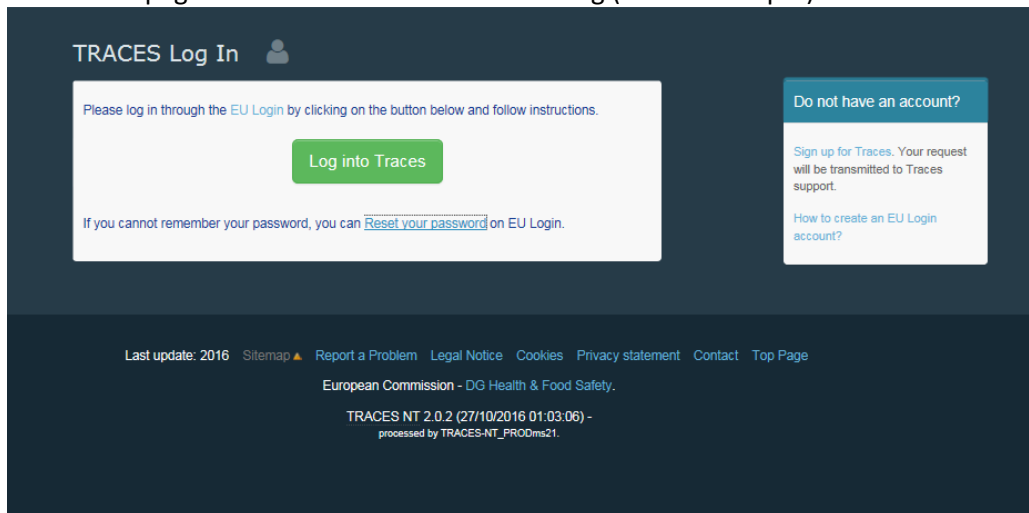 TRACES Log In
Please log in through the EU Login by clicking on the button below and follow instructions.
Log into Traces
If you cannot remember your password, you can Reset your password on EU Login.
Do not have an account?
Sign up for Traces. Your request
will be transmitted to Traces
support.
How to create an EU Login
account?
Last update: 2016 Sitemap Report a Problem Legal Notice Cookies Privacy statement Contact Top Page
European Commission - DG Health & Food Safety.
TRACES NT 2.0.2 (27/10/2016 01:03:06) -
processed by TRACES-NT_PRODms21.